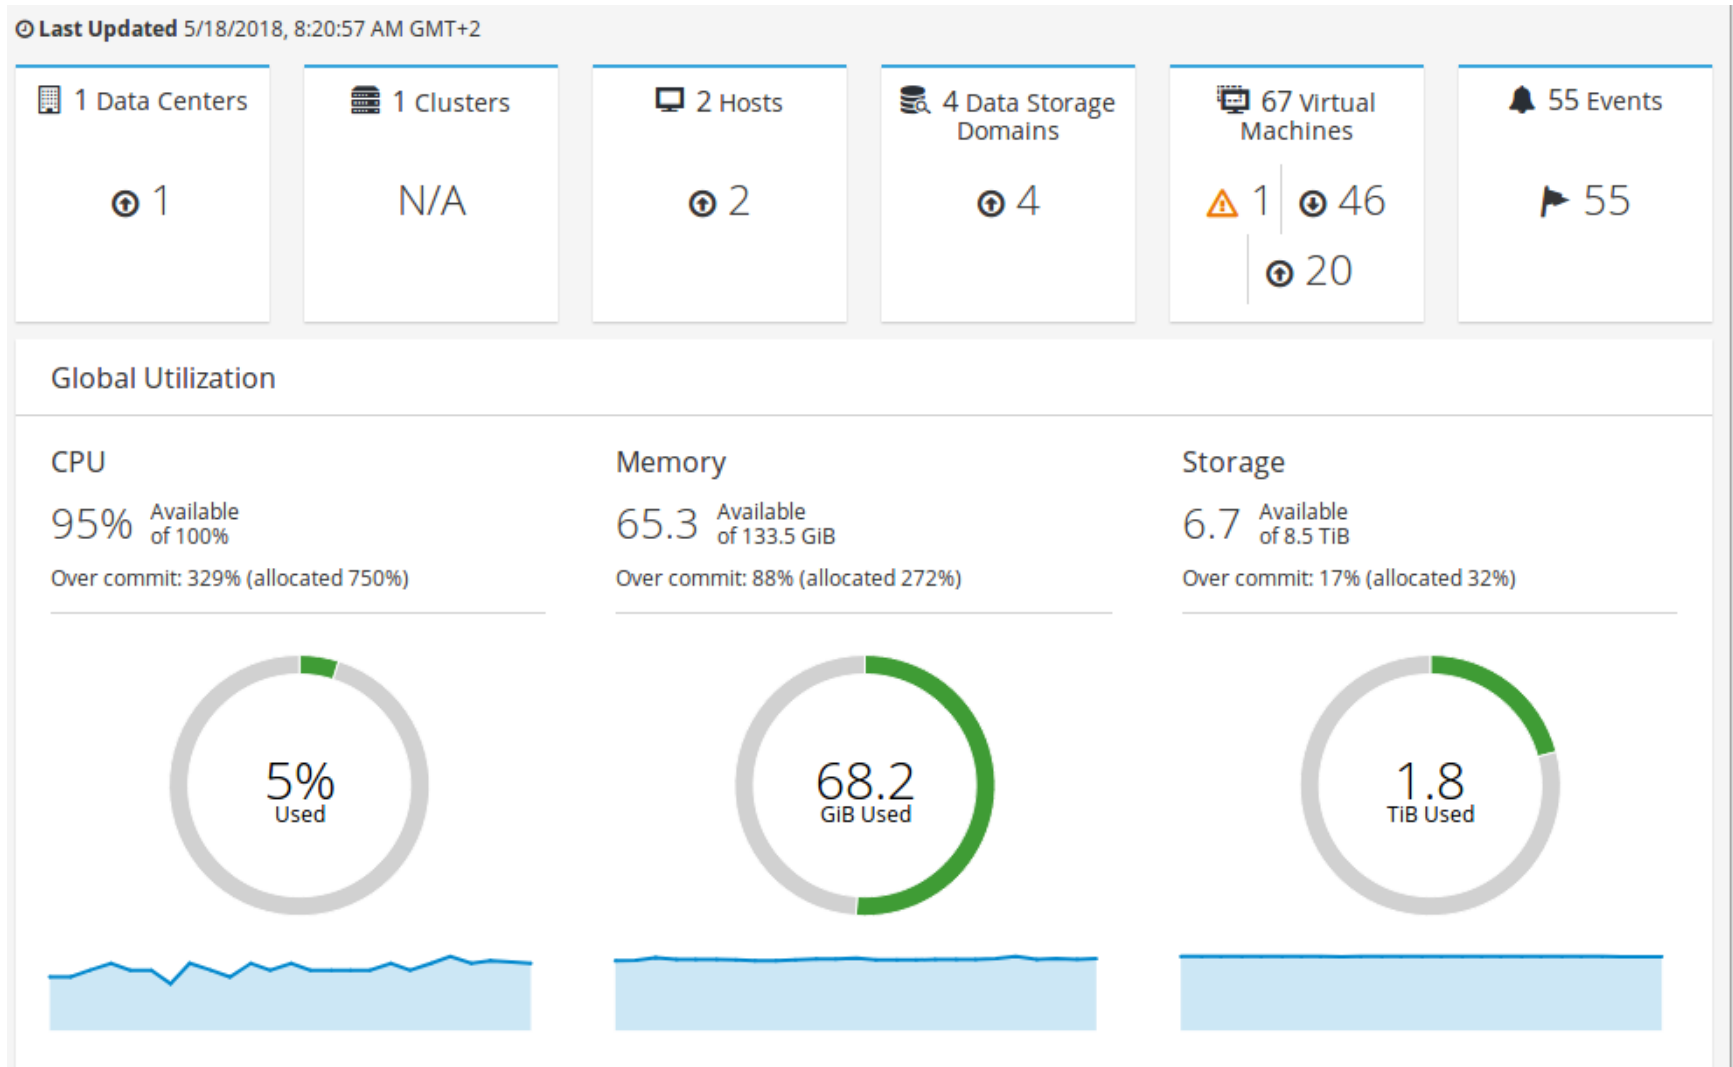 Last Updated 5/18/2018, 8:20:57 AM GMT+2
1 Data Centers
1
1 Clusters
N/A
2 Hosts
2
4 Data Storage
Domains
4
67 Virtual
Machines
1
46
20
55 Events
55
Global Utilization
CPU
95% Available
of 100%
Over commit: 329% (allocated 750%)
5%
Used
Memory
65.3 Available
of 133.5 GiB
Over commit: 88% (allocated 272%)
68.2
GiB Used
Storage
6.7 Available
of 8.5 TiB
Over commit: 17% (allocated 32%)
1.8
TiB Used